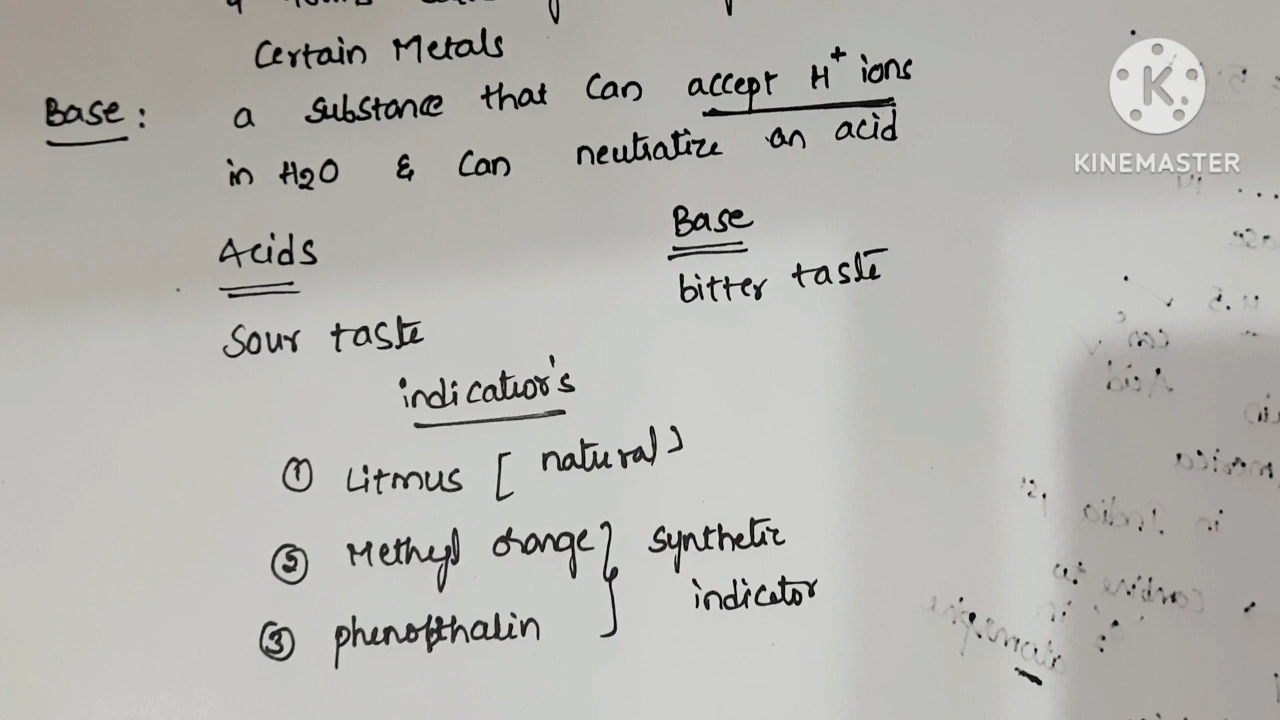 Certain Metals
Base: a substance that can accept H+ ions
in H2O & can neutralize an acid
Acids
Base
Sour taste
bitter taste
indicator's
① Litmus [natural]
② Methyl orange } synthetic
③ phenofthalin } indicator
K
KINEMASTER